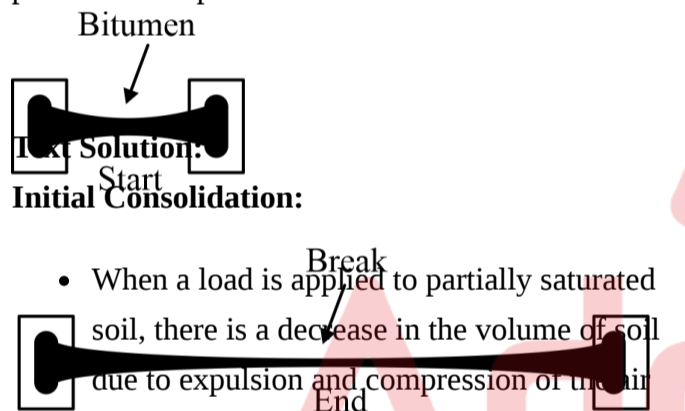 Bitumen
Text Solution:
Start
Initial Consolidation:
Break
When a load is applied to partially saturated
soil, there is a decrease in the volume of soil
due to expulsion and compression of the air
End